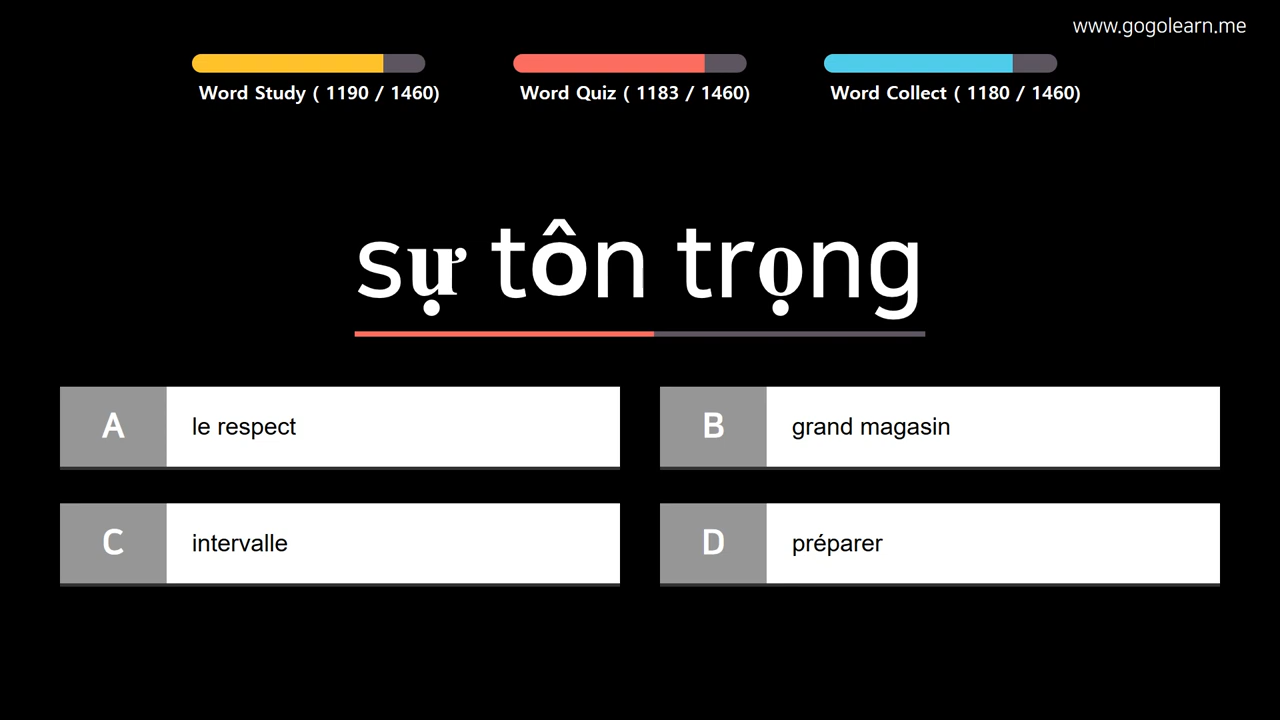 www.gogolearn.me
Word Study ( 1190 / 1460)
Word Quiz ( 1183 / 1460)
Word Collect ( 1180 / 1460)
sự tôn trọng
A le respect
B grand magasin
C intervalle
D préparer